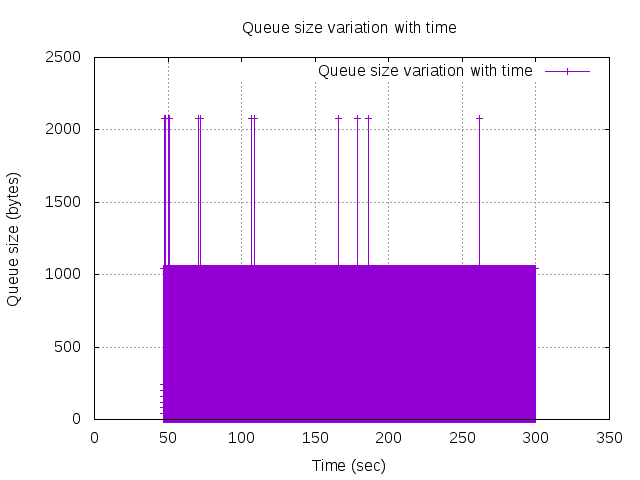 Queue size variation with time
Queue size variation with time
2500
2000
1500
1000
500
0
0 50 100 150 200 250 300 350
Queue size (bytes)
Time (sec)